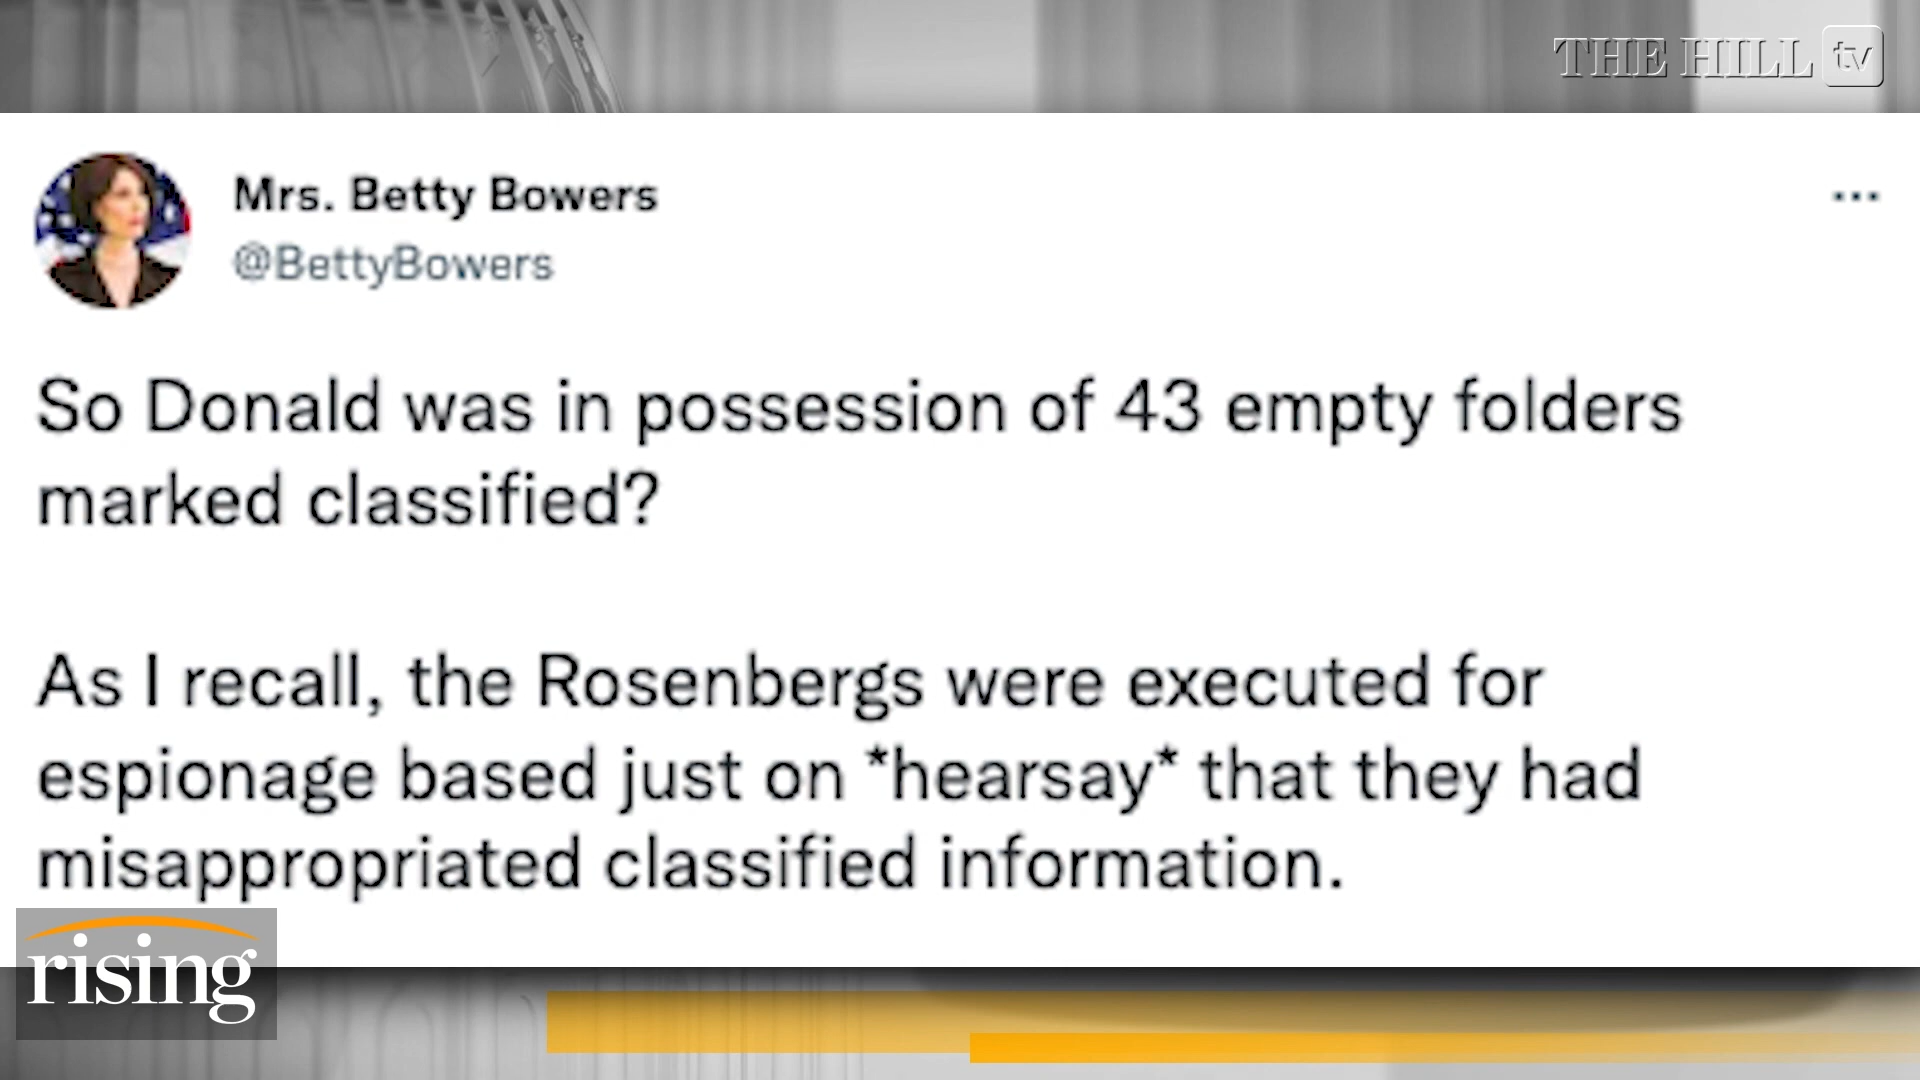 THE HILL tv
Mrs. Betty Bowers
@BettyBowers
So Donald was in possession of 43 empty folders
marked classified?
As I recall, the Rosenbergs were executed for
espionage based just on *hearsay* that they had
misappropriated classified information.
rising